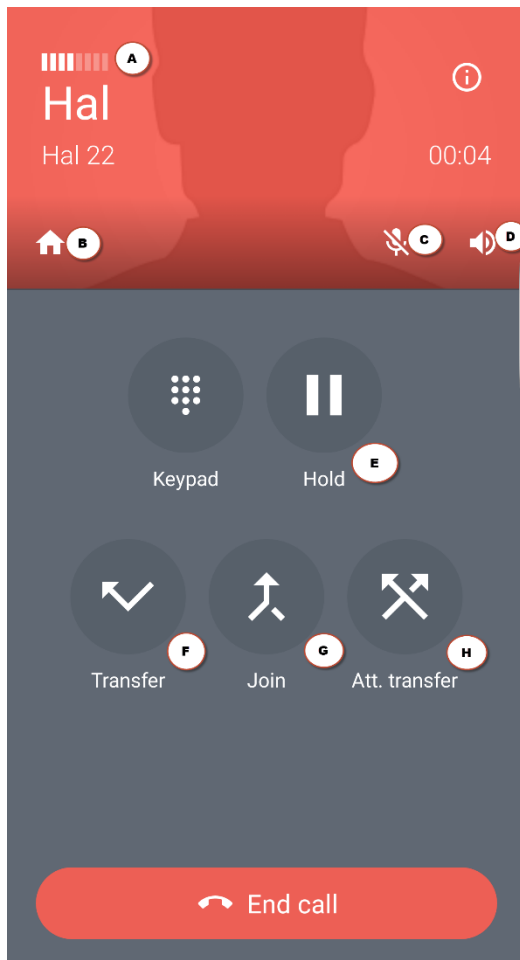 A
Hal
Hal 22 00:04
B C D
Keypad Hold
E
F G H
Transfer Join Att. transfer
End call